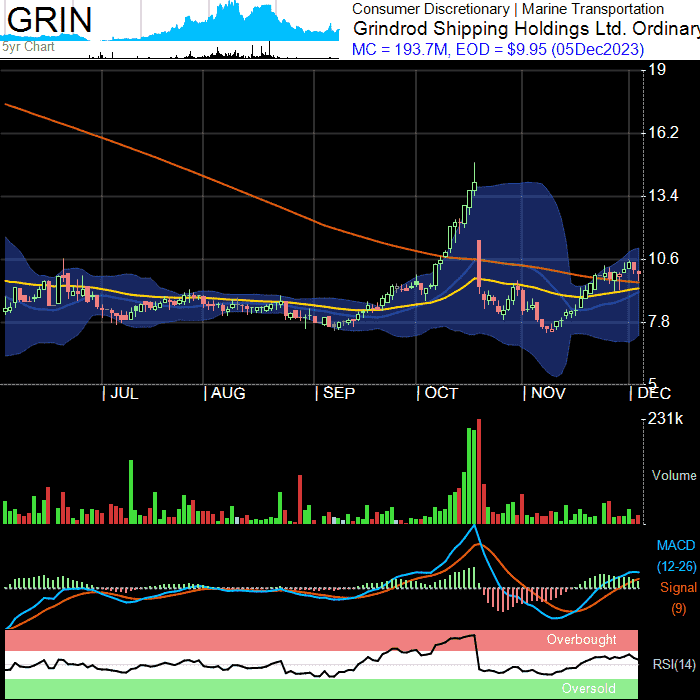 GRIN
5yr Chart
Consumer Discretionary | Marine Transportation
Grindrod Shipping Holdings Ltd. Ordinary
MC = 193.7M, EOD = $9.95 (05Dec2023)
19
16.2
13.4
10.6
7.8
5
| JUL | AUG | SEP | OCT | NOV | DEC
231k
Volume
MACD
(12-26)
Signal
(9)
Overbought
RSI(14)
Oversold